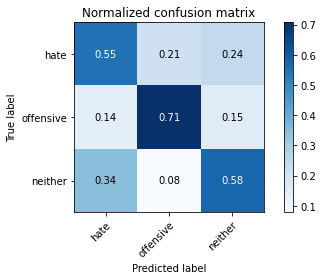 Normalized confusion matrix
hate 0.55 0.21 0.24
offensive 0.14 0.71 0.15
neither 0.34 0.08 0.58
hate offensive neither
True label
Predicted label
0.7
0.6
0.5
0.4
0.3
0.2
0.1